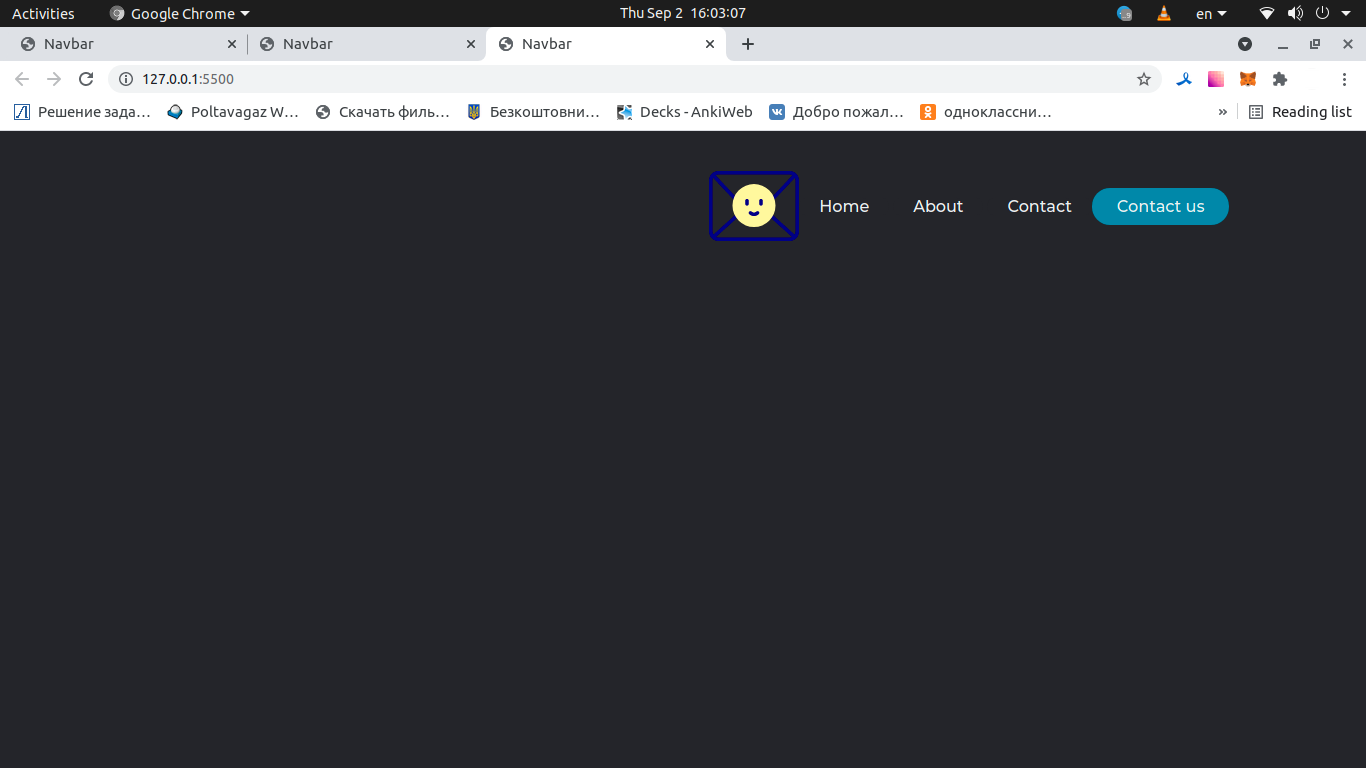 Activities Google Chrome Thu Sep 2 16:03:07 en
Navbar Navbar Navbar
127.0.0.1:5500
Решение зада… Poltavagaz W… Скачать филь… Безкоштовни… Decks - AnkiWeb Добро пожал… одноклассни… » Reading list
Home About Contact Contact us